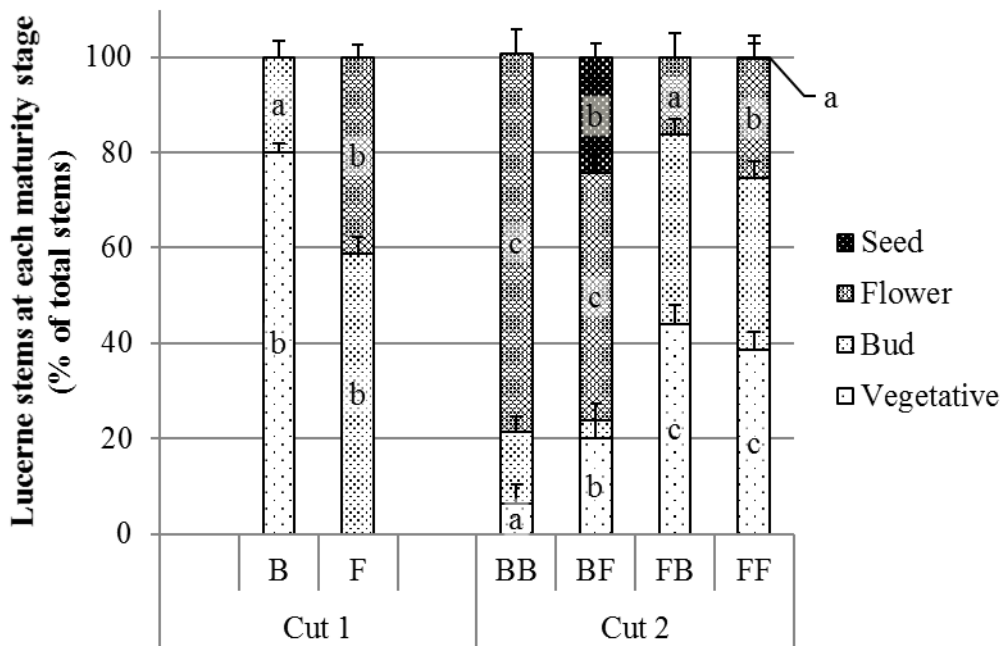 Lucerne stems at each maturity stage
(% of total stems)
100
80
60
40
20
0
a
b
b
b
c
a
b
c
b
a
c
b
c
a
Seed
Flower
Bud
Vegetative
B F BB BF FB FF
Cut 1 Cut 2